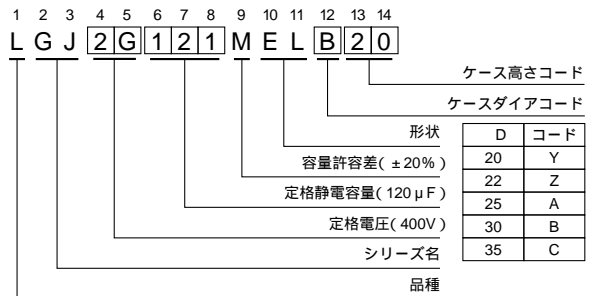 1 2 3 4 5 6 7 8 9 10 11 12 13 14
L G J 2 G 1 2 1 M E L B 2 0
ケース高さコード
ケースダイアコード
形状
容量許容差( ±20% )
定格静電容量( 120 µF )
定格電圧( 400V )
シリーズ名
品種
D コード
20 Y
22 Z
25 A
30 B
35 C